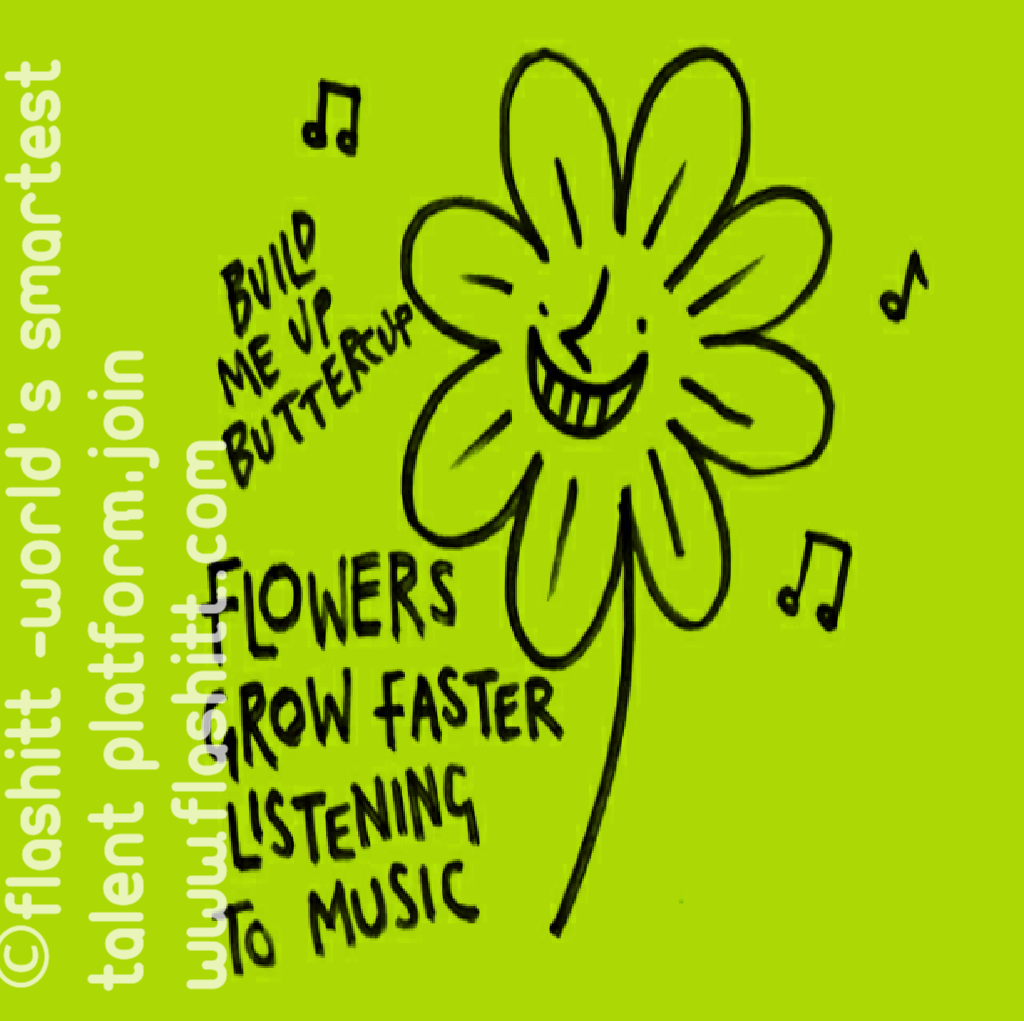 BUILD
ME UP
BUTTERCUP
FLOWERS
GROW FASTER
LISTENING
TO MUSIC
©flashitt -world's smartest
talent platform.join
www.flashitt.com